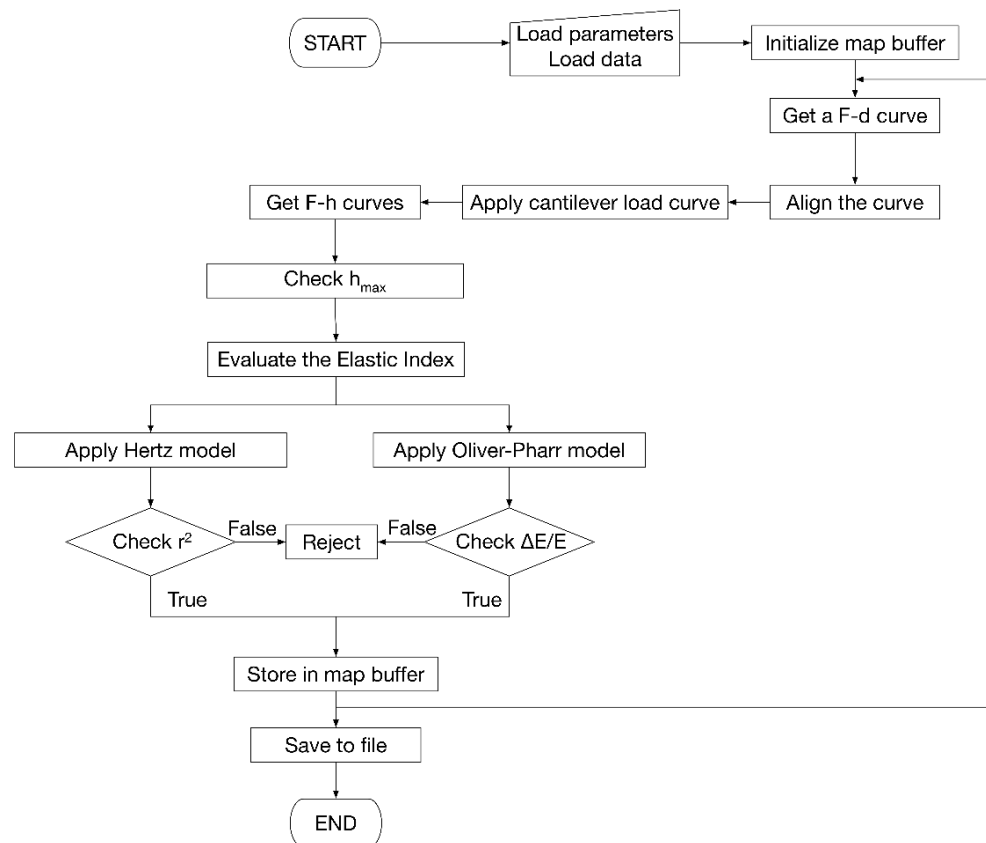 START
Load parameters
Load data
Initialize map buffer
Get a F-d curve
Get F-h curves
Apply cantilever load curve
Align the curve
Check hmax
Evaluate the Elastic Index
Apply Hertz model
Apply Oliver-Pharr model
Check r²
False
Reject
False
Check ΔE/E
True
True
Store in map buffer
Save to file
END